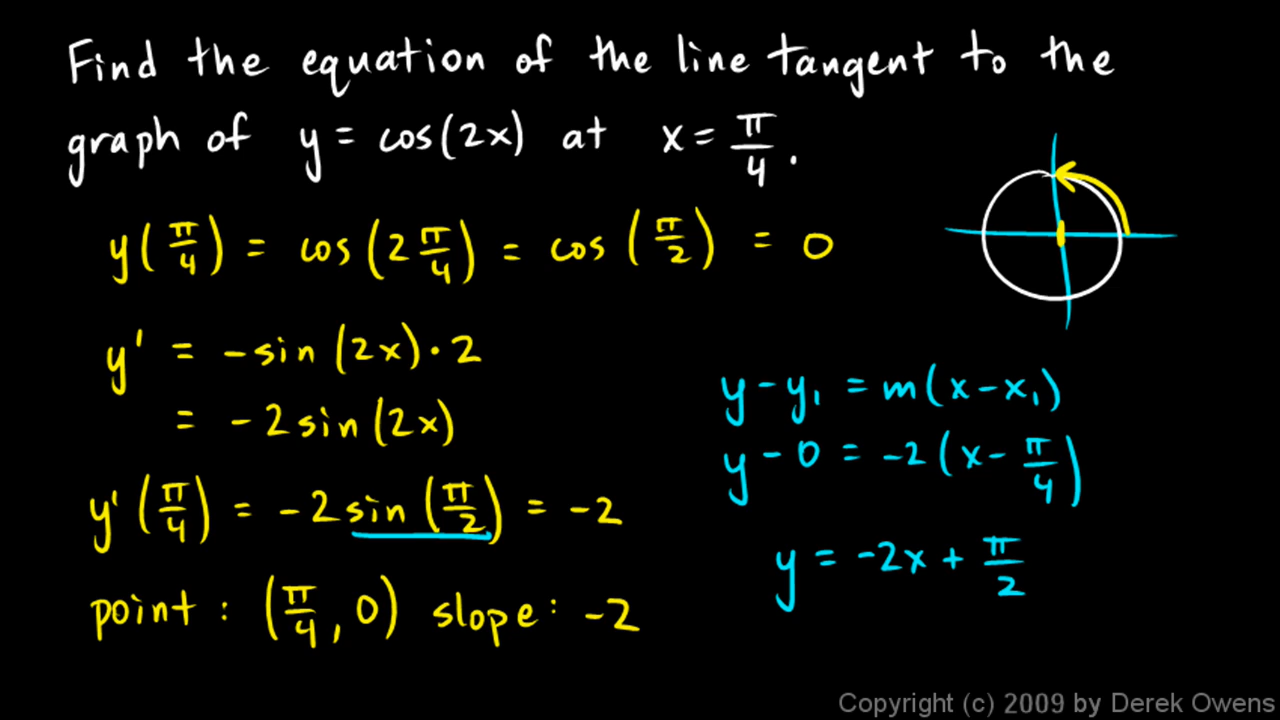 Find the equation of the line tangent to the
graph of y = cos(2x) at x = π/4.
y(π/4) = cos(2π/4) = cos(π/2) = 0
y' = -sin(2x)·2
= -2sin(2x)
y'(π/4) = -2sin(π/2) = -2
point: (π/4, 0) slope: -2
y - y₁ = m(x - x₁)
y - 0 = -2(x - π/4)
y = -2x + π/2
Copyright (c) 2009 by Derek Owens